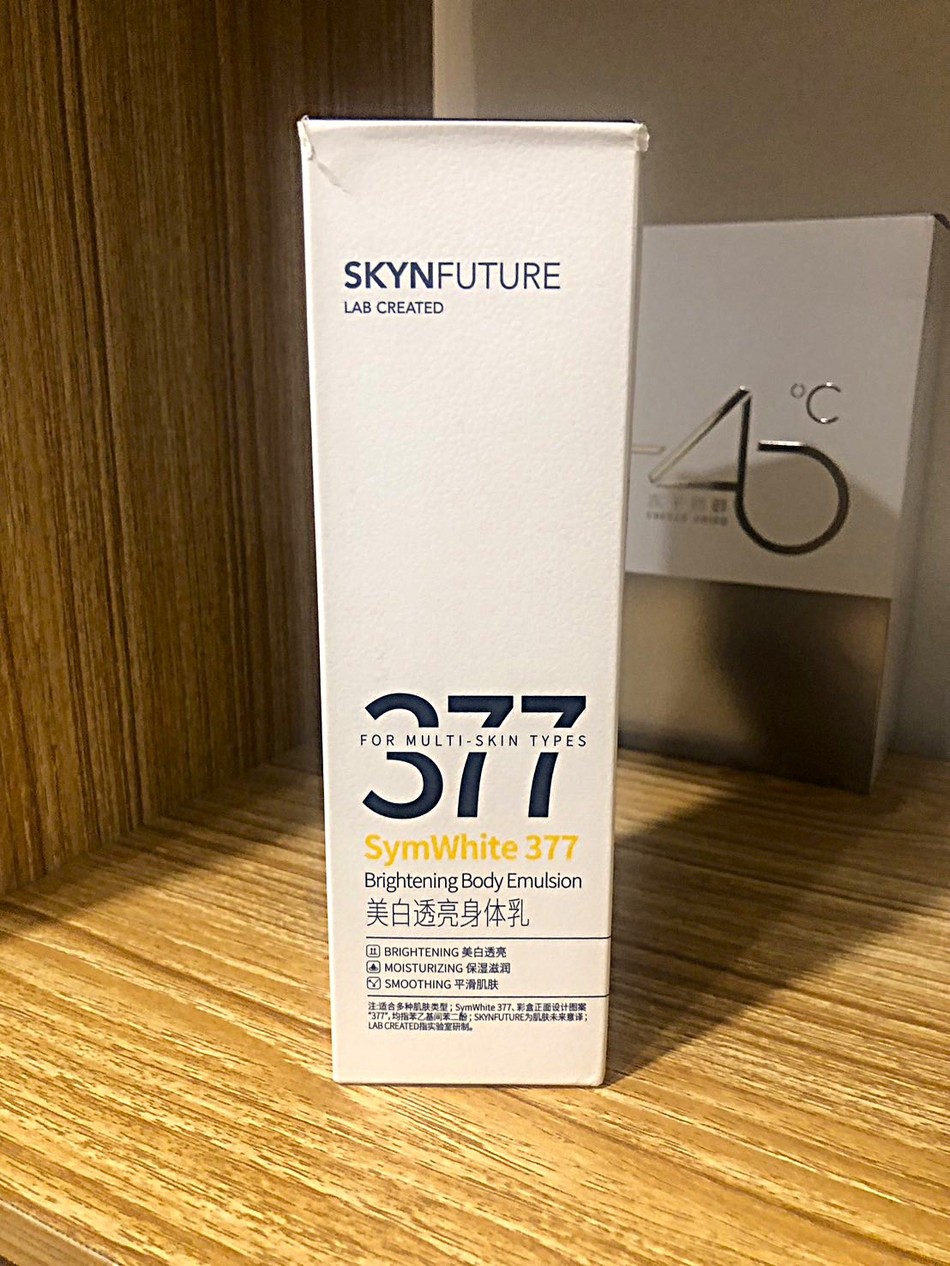 SKYNFUTURE
LAB CREATED
377
FOR MULTI-SKIN TYPES
SymWhite 377
Brightening Body Emulsion
美白透亮身体乳
BRIGHTENING 美白透亮
MOISTURIZING 保湿滋润
SMOOTHING 平滑肌肤
注:适合多种肌肤类型；SymWhite 377、彩盒正面设计图案
"377", 均指苯乙基间苯二酚；SKYNFUTURE为肌肤未来意译；
LAB CREATED指实验室研制。
°C